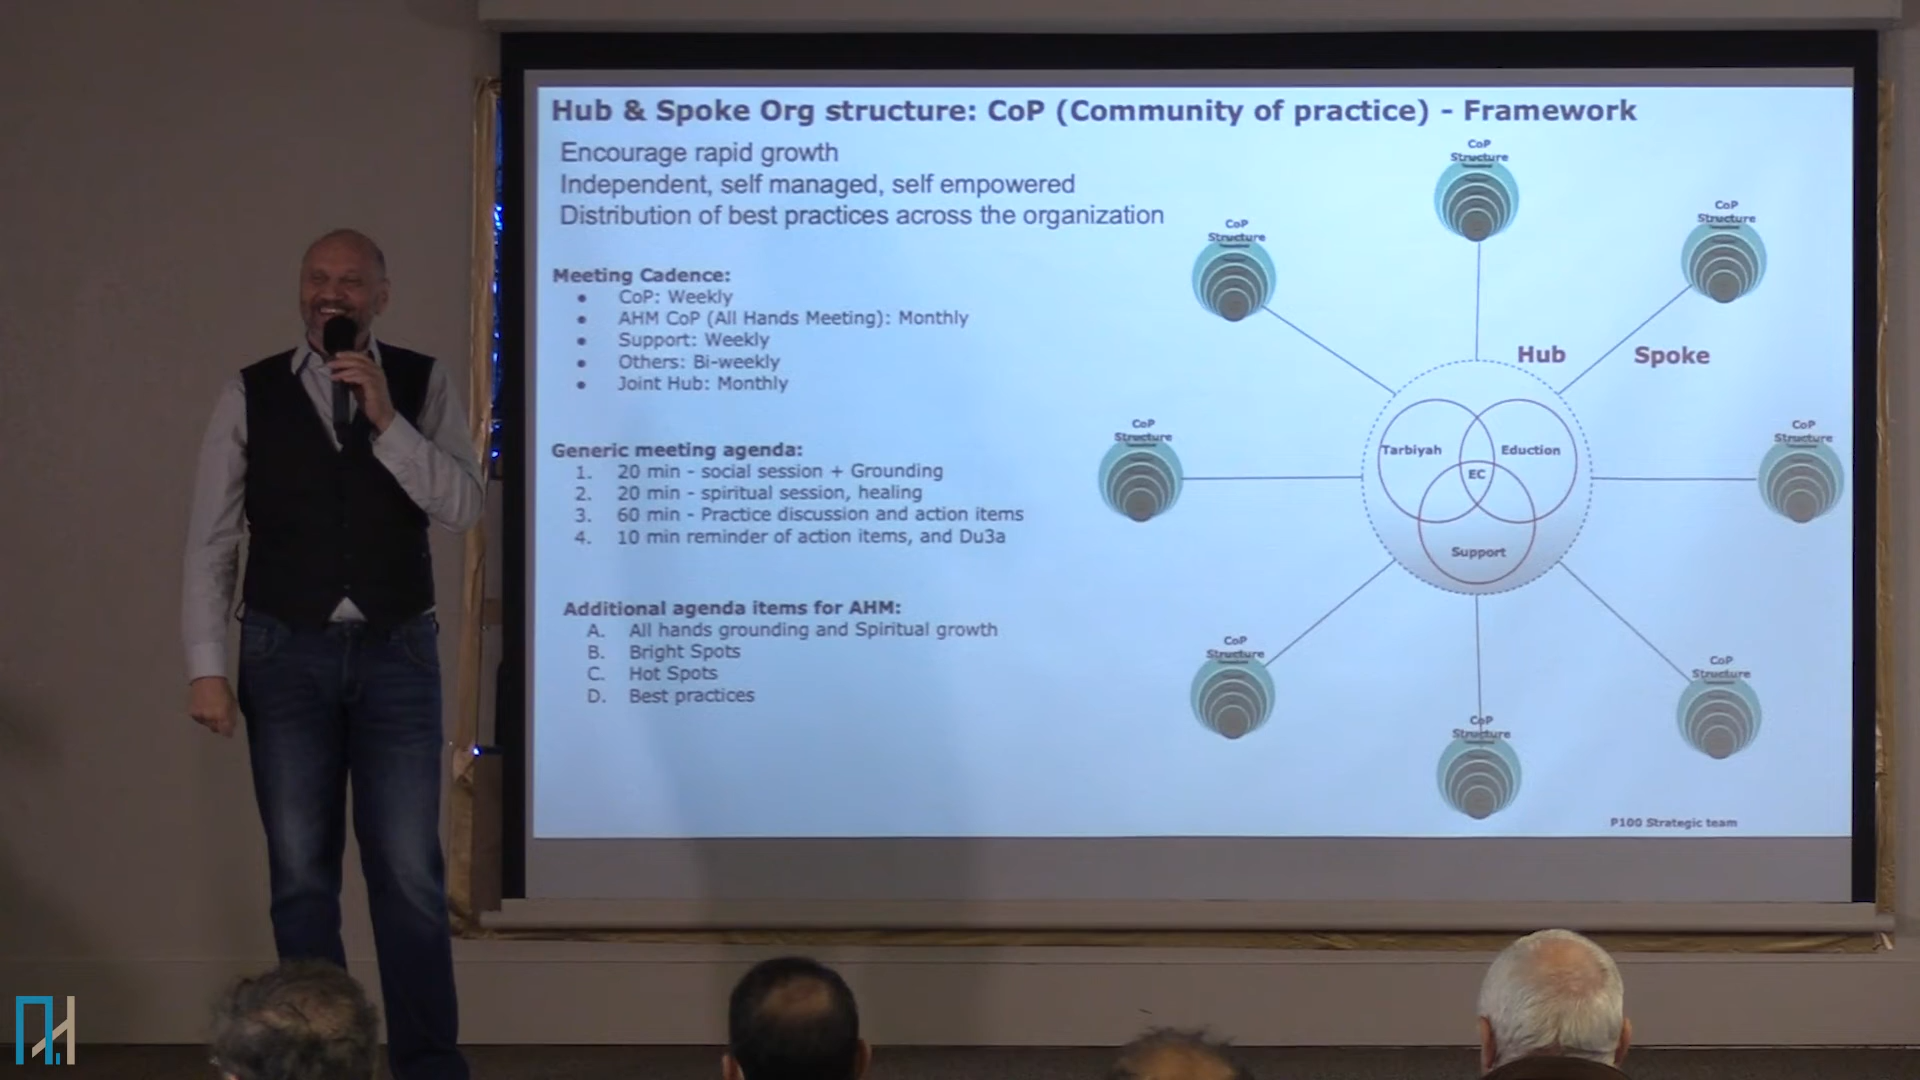 Hub & Spoke Org structure: CoP (Community of practice) - Framework
Encourage rapid growth
Independent, self managed, self empowered
Distribution of best practices across the organization
Meeting Cadence:
• CoP: Weekly
• AHM CoP (All Hands Meeting): Monthly
• Support: Weekly
• Others: Bi-weekly
• Joint Hub: Monthly
Generic meeting agenda:
1. 20 min - social session + Grounding
2. 20 min - spiritual session, healing
3. 60 min - Practice discussion and action items
4. 10 min reminder of action items, and Du3a
Additional agenda items for AHM:
A. All hands grounding and Spiritual growth
B. Bright Spots
C. Hot Spots
D. Best practices
CoP
Structure
CoP
Structure
CoP
Structure
Hub
Spoke
CoP
Structure
Tarbiyah
Eduction
EC
Support
CoP
Structure
CoP
Structure
CoP
Structure
CoP
Structure
P100 Strategic team